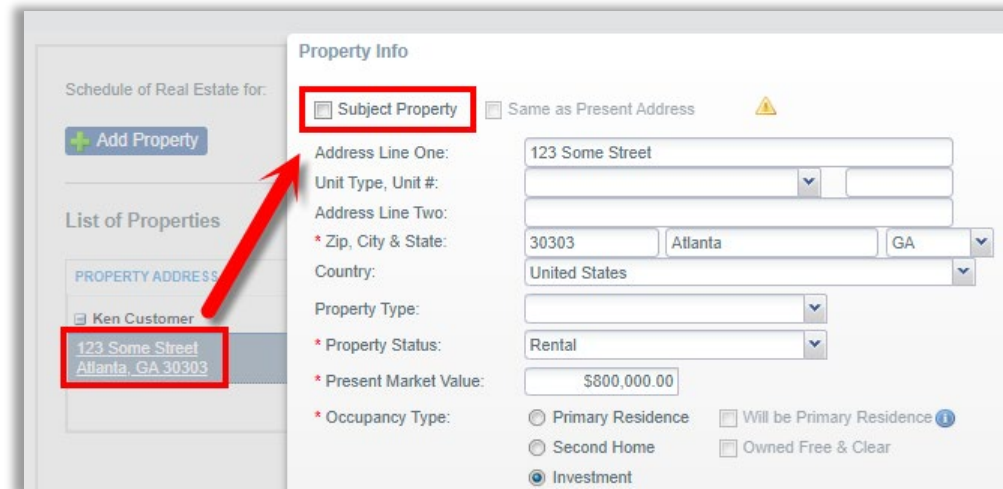 Schedule of Real Estate for:
Add Property
List of Properties
PROPERTY ADDRESS
Ken Customer
123 Some Street
Atlanta, GA 30303
Property Info
Subject Property Same as Present Address
Address Line One: 123 Some Street
Unit Type, Unit #:
Address Line Two:
* Zip, City & State: 30303 Atlanta GA
Country: United States
Property Type:
* Property Status: Rental
* Present Market Value: $800,000.00
* Occupancy Type: Primary Residence Will be Primary Residence
Second Home Owned Free & Clear
Investment